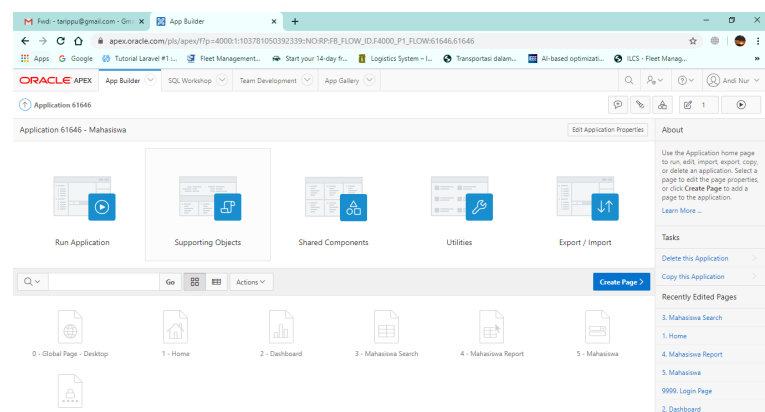 Fwd: - tarippu@gmail.com - Gm
App Builder
apex.oracle.com/pls/apex/f?p=4000:1:103781050392339::NO:RP:FB_FLOW_ID,F4000_P1_FLOW:61646,61646
Apps
Google
Tutorial Laravel #1 :...
Fleet Management...
Start your 14-day fr...
Logistics System – I...
Transportasi dalam...
AI-based optimizati...
ILCS - Fleet Manag...
»
ORACLE APEX
App Builder
SQL Workshop
Team Development
App Gallery
Andi Nur
Application 61646
1
Application 61646 - Mahasiswa
Edit Application Properties
About
Use the Application home page
to run, edit, import, export, copy,
or delete an application. Select a
page to edit the page properties,
or click Create Page to add a
page to the application.
Learn More ...
Run Application
Supporting Objects
Shared Components
Utilities
Export / Import
Tasks
Delete this Application
Copy this Application
Go
Actions
Create Page
Recently Edited Pages
3. Mahasiswa Search
1. Home
4. Mahasiswa Report
5. Mahasiswa
9999. Login Page
2. Dashboard
0 - Global Page - Desktop
1 - Home
2 - Dashboard
3 - Mahasiswa Search
4 - Mahasiswa Report
5 - Mahasiswa